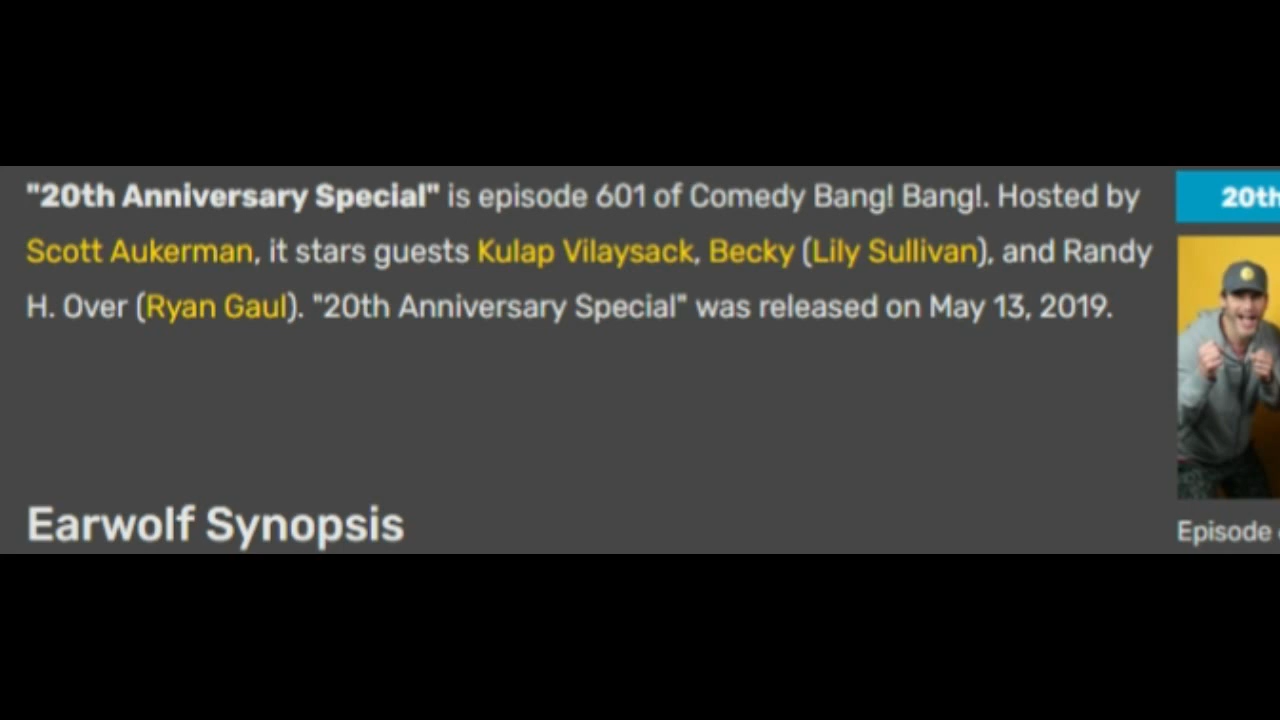 "20th Anniversary Special" is episode 601 of Comedy Bang! Bang!. Hosted by
Scott Aukerman, it stars guests Kulap Vilaysack, Becky (Lily Sullivan), and Randy
H. Over (Ryan Gaul). "20th Anniversary Special" was released on May 13, 2019.
20th
Earwolf Synopsis
Episode